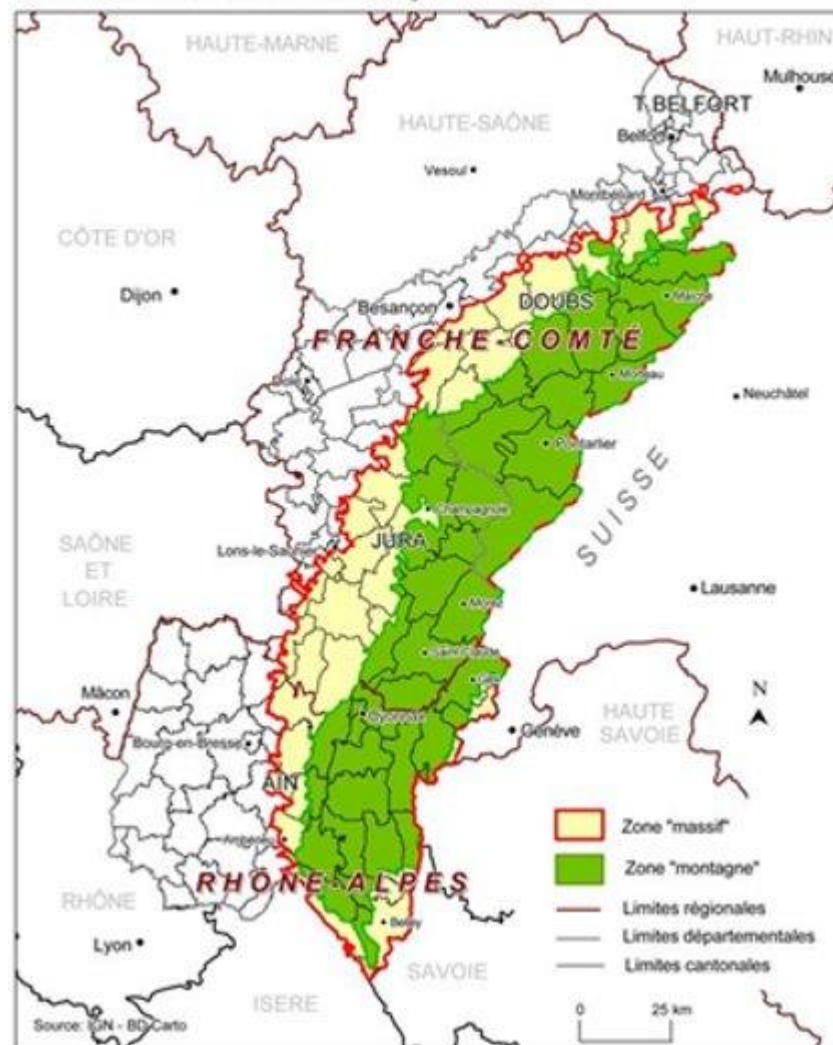 HAUTE-MARNE
HAUT-RHIN
Mulhouse
T.BELFORT
Belfort
HAUTE-SAÔNE
Vesoul
Montbéliard
CÔTE D'OR
Dijon
Besançon
DOUBS
Maîche
FRANCHE-COMTÉ
Morteau
Neuchâtel
Pontarlier
SUISSE
Champagnole
Lons-le-Saunier
JURA
SAÔNE
ET
LOIRE
Lausanne
Morez
Saint Claude
Gex
Mâcon
Oyonnax
Genève
HAUTE
SAVOIE
N
Bourg-en-Bresse
AIN
Zone "massif"
Ambérieu
Zone "montagne"
RHÔNE-ALPES
RHÔNE
Limites régionales
Belley
Lyon
Limites départementales
SAVOIE
Limites cantonales
ISERE
0 25 km
Source: IGN - BD Carto